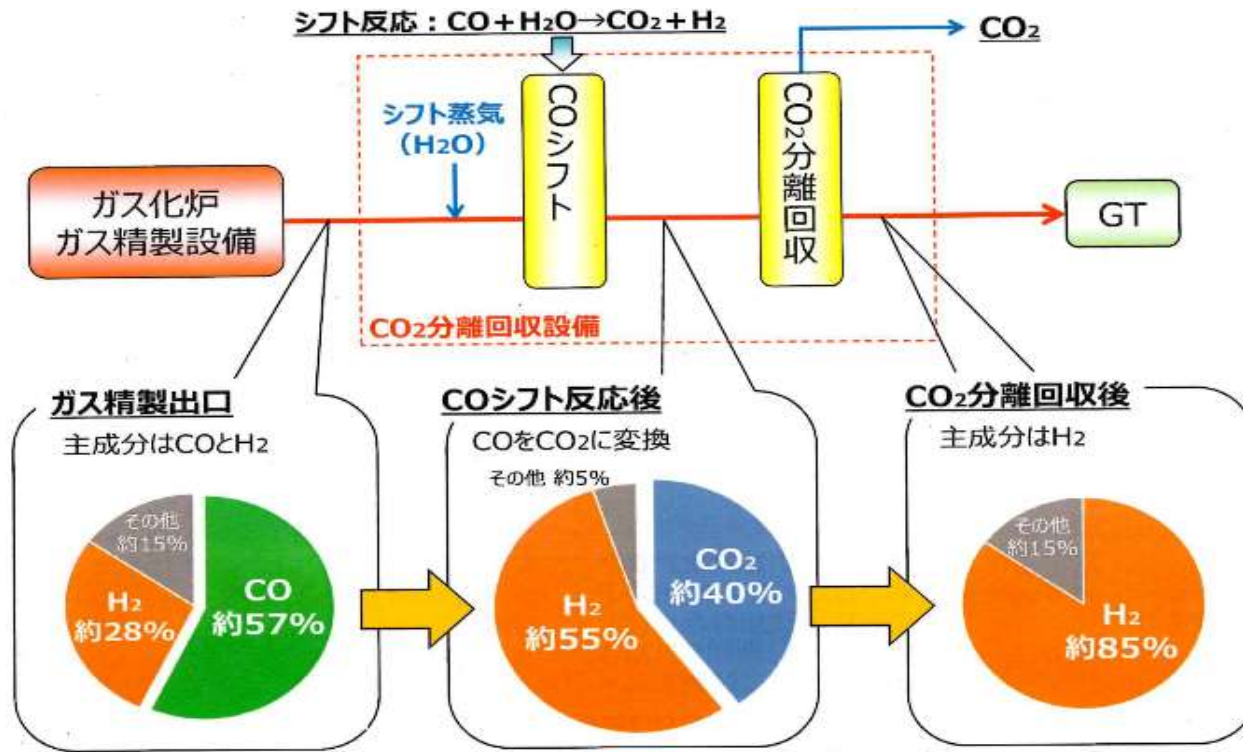 シフト反応：CO＋H₂O→CO₂＋H₂
CO₂
シフト蒸気
（H₂O）
COシフト
CO₂分離回収
ガス化炉
ガス精製設備
GT
CO₂分離回収設備
ガス精製出口
主成分はCOとH₂
その他
約15%
H₂
約28%
CO
約57%
COシフト反応後
COをCO₂に変換
その他 約5%
H₂
約55%
CO₂
約40%
CO₂分離回収後
主成分はH₂
その他
約15%
H₂
約85%